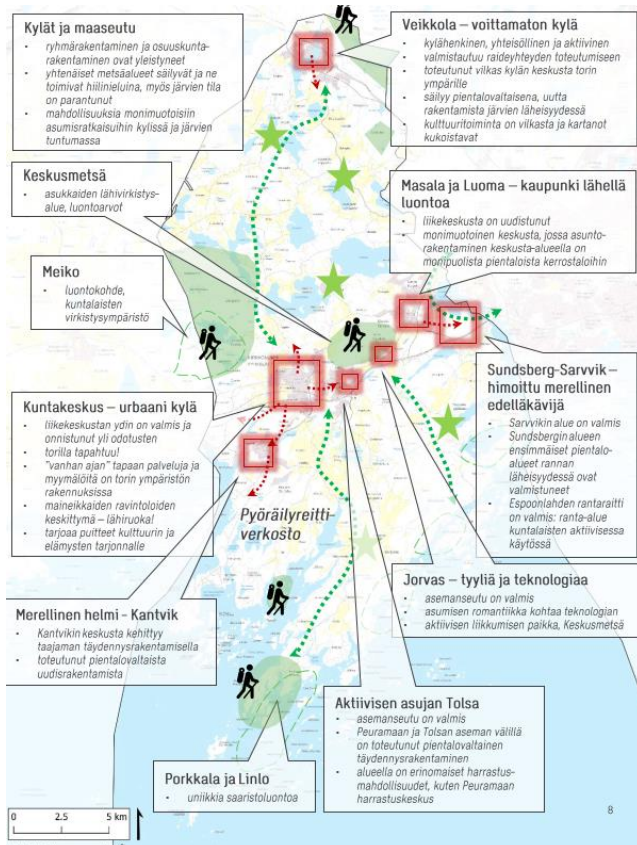 Kylät ja maaseutu
• ryhmärakentaminen ja osuuskunta-
rakentaminen ovat yleistyneet
• yhtenäiset metsäalueet säilyvät ja ne
toimivat hiilinieluina, myös järvien tila
on parantunut
• mahdollisuuksia monimuotoisiin
asumisratkaisuihin kylissä ja järvien
tuntumassa
Veikkola – voittamaton kylä
• kylähenkinen, yhteisöllinen ja aktiivinen
• valmistautuu raideyhteyden toteutumiseen
• toteutunut vilkas kylän keskusta torin
ympärille
• säilyy pientalovaltaisena, uutta
rakentamista järvien läheisyydessä
• kulttuuritoiminta on vilkasta ja kartanot
kukoistavat
Keskusmetsä
• asukkaiden lähivirkistys-
alue, luontoarvot
Masala ja Luoma – kaupunki lähellä
luontoa
• liikekeskusta on uudistunut
• monimuotoinen keskusta, jossa asunto-
rakentaminen keskusta-alueella on
monipuolista pientaloista kerrostaloihin
Meiko
• luontokohde,
kuntalaisten
virkistysympäristö
Sundsberg-Sarvvik –
himoittu merellinen
edelläkävijä
• Sarvvikin alue on valmis
• Sundsbergin alueen
ensimmäiset pientalo-
alueet rannan
läheisyydessä ovat
valmistuneet
• Espoonlahden rantaraitti
on valmis: ranta-alue
kuntalaisten aktiivisessa
käytössä
Kuntakeskus – urbaani kylä
• liikekeskustan ydin on valmis ja
onnistunut yli odotusten
• torilla tapahtuu!
• "vanhan ajan" tapaan palveluja ja
myymälöitä on torin ympäristön
rakennuksissa
• maineikkaiden ravintoloiden
keskittymä – lähiruoka!
• tarjoaa puitteet kulttuurin ja
elämysten tarjonnalle
Pyöräilyreitti-
verkosto
Jorvas – tyyliä ja teknologiaa
• asemanseutu on valmis
• asumisen romantiikka kohtaa teknologian
• aktiivisen liikkumisen paikka, Keskusmetsä
Merellinen helmi - Kantvik
• Kantvikin keskusta kehittyy
taajaman täydennysrakentamisella
• toteutunut pientalovaltaista
uudisrakentamista
Aktiivisen asujan Tolsa
• asemanseutu on valmis
• Peuramaan ja Tolsan aseman välillä
on toteutunut pientalovaltainen
täydennysrakentaminen
• alueella on erinomaiset harrastus-
mahdollisuudet, kuten Peuramaan
harrastuskeskus
Porkkala ja Linlo
• uniikkia saaristoluontoa
0 2.5 5 km
8